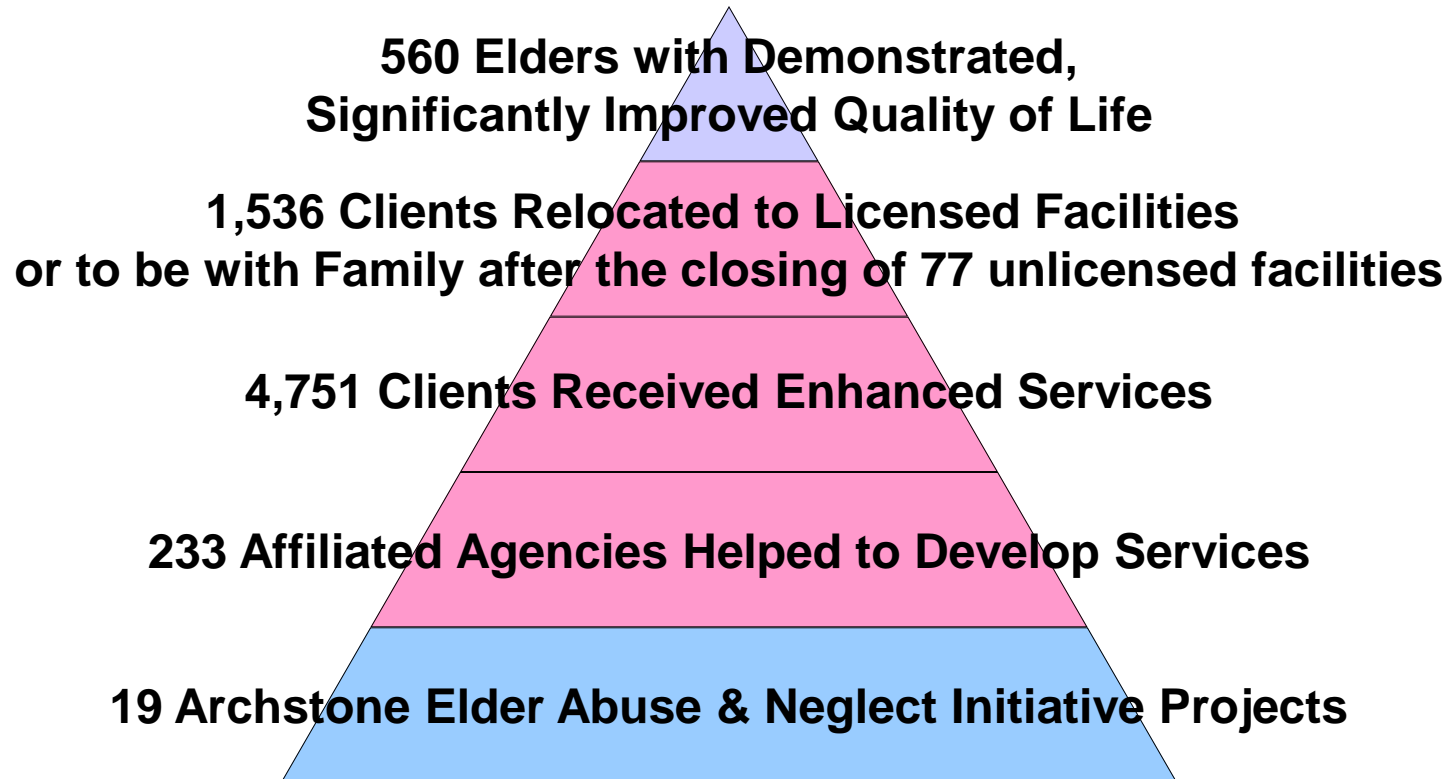 560 Elders with Demonstrated,
Significantly Improved Quality of Life
1,536 Clients Relocated to Licensed Facilities
or to be with Family after the closing of 77 unlicensed facilities
4,751 Clients Received Enhanced Services
233 Affiliated Agencies Helped to Develop Services
19 Archstone Elder Abuse & Neglect Initiative Projects